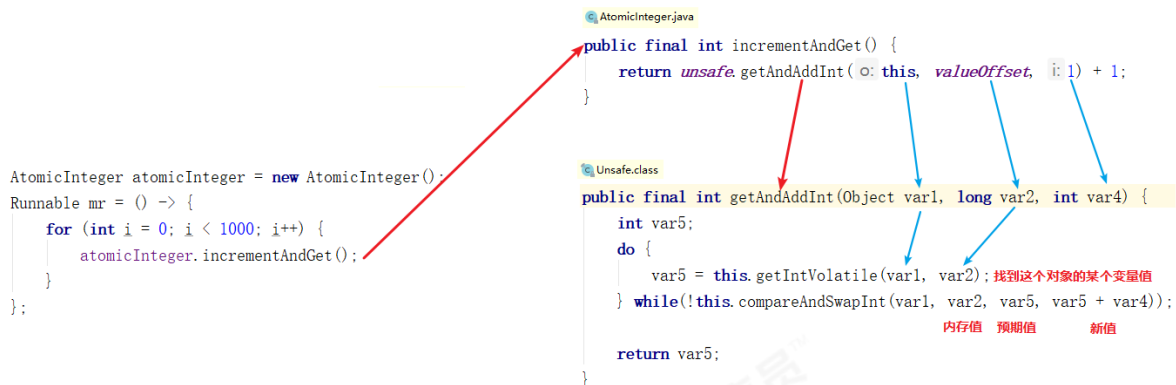 AtomicInteger atomicInteger = new AtomicInteger();
Runnable mr = () -> {
for (int i = 0; i < 1000; i++) {
atomicInteger.incrementAndGet();
}
};
AtomicInteger.java
public final int incrementAndGet() {
return unsafe.getAndAddInt( o: this, valueOffset, i: 1) + 1;
}
Unsafe.class
public final int getAndAddInt(Object var1, long var2, int var4) {
int var5;
do {
var5 = this.getIntVolatile(var1, var2); 找到这个对象的某个变量值
} while(!this.compareAndSwapInt(var1, var2, var5, var5 + var4));
内存值 预期值 新值
return var5;
}